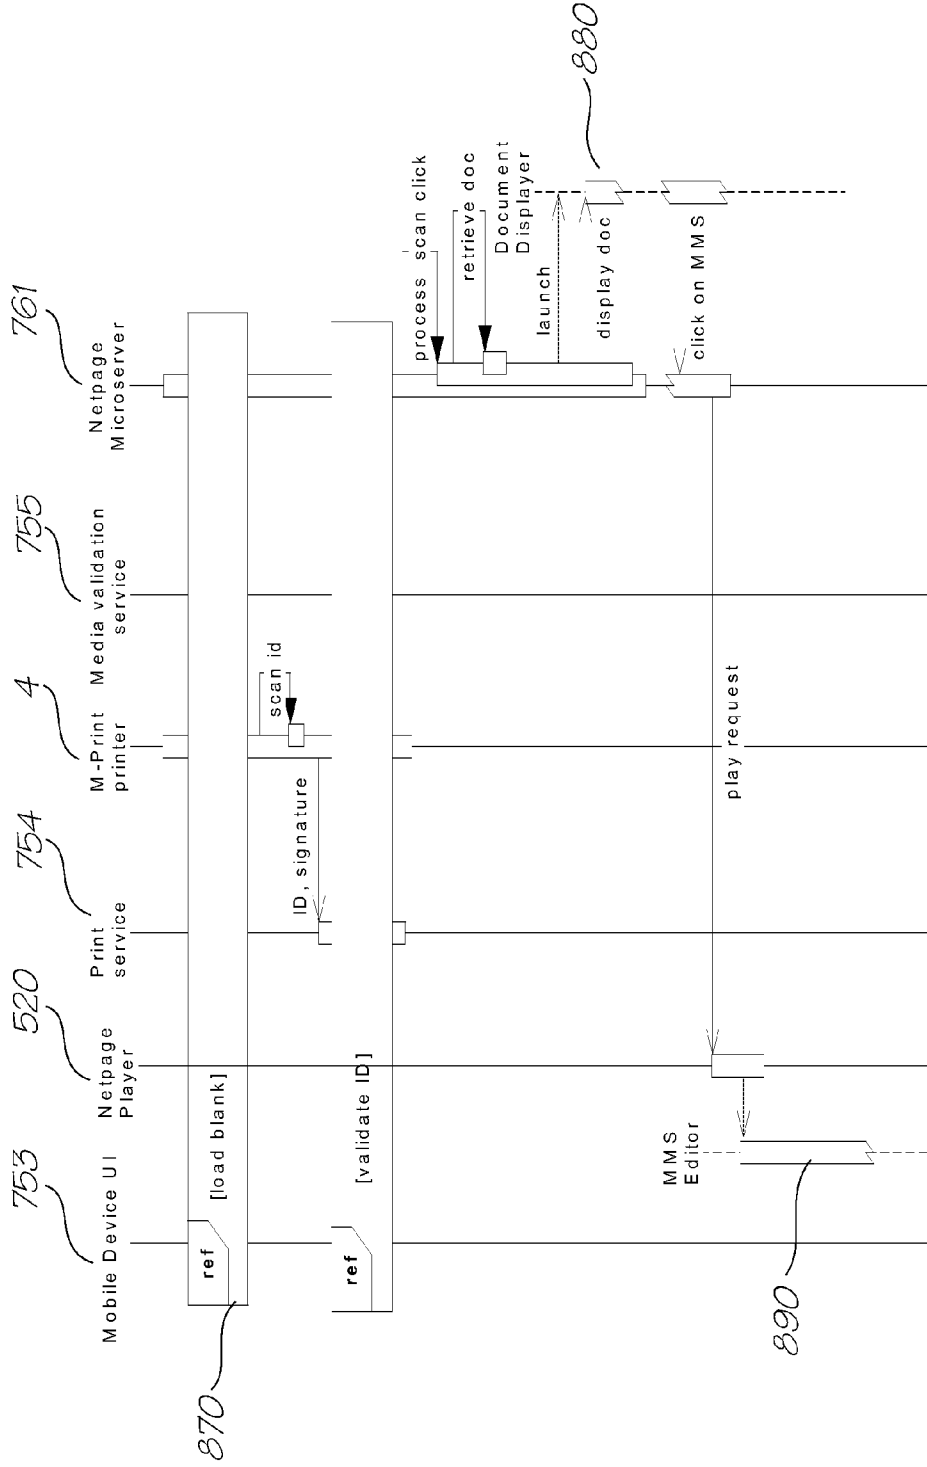 753
520
754
4
755
761
Mobile Device UI
Netpage
Player
Print
service
M-Print
printer
Media validation
service
Netpage
Microserver
870
ref
[load blank]
scan id
ID, signature
ref
[validate ID]
process scan click
retrieve doc
Document
Displayer
launch
display doc
880
click on MMS
play request
MMS
Editor
890